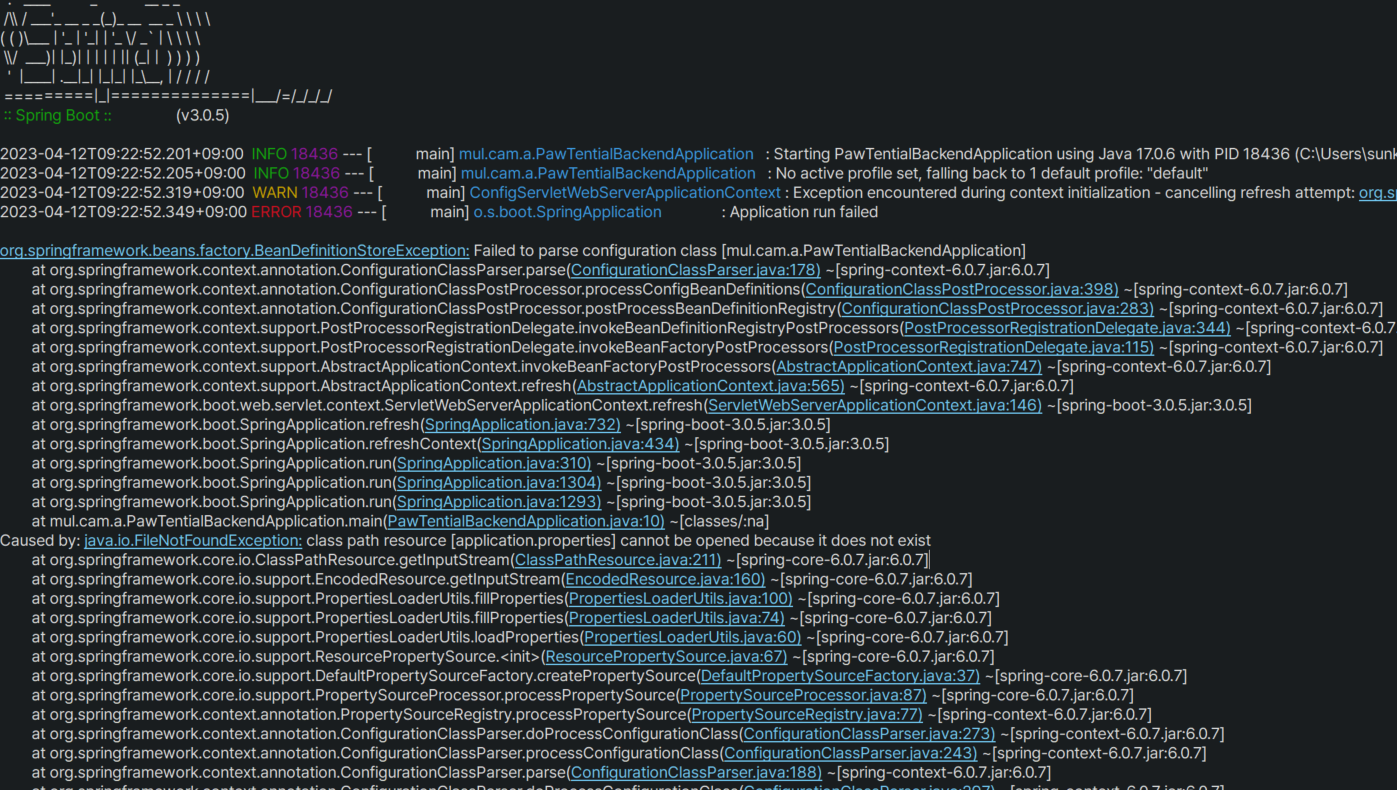 .   ____          _            __ _ _
 /\\ / ___'_ __ _ _(_)_ __  __ _ \ \ \ \
( ( )\___ | '_ | '_| | '_ \/ _` | \ \ \ \
 \\/  ___)| |_)| | | | | || (_| |  ) ) ) )
  '  |____| .__|_| |_|_| |_\__, | / / / /
 =========|_|==============|___/=/_/_/_/
 :: Spring Boot ::                (v3.0.5)
2023-04-12T09:22:52.201+09:00  INFO 18436 --- [           main] mul.cam.a.PawTentialBackendApplication   : Starting PawTentialBackendApplication using Java 17.0.6 with PID 18436 (C:\Users\sunk
2023-04-12T09:22:52.205+09:00  INFO 18436 --- [           main] mul.cam.a.PawTentialBackendApplication   : No active profile set, falling back to 1 default profile: "default"
2023-04-12T09:22:52.319+09:00  WARN 18436 --- [           main] ConfigServletWebServerApplicationContext : Exception encountered during context initialization - cancelling refresh attempt: org.s
2023-04-12T09:22:52.349+09:00 ERROR 18436 --- [           main] o.s.boot.SpringApplication               : Application run failed
org.springframework.beans.factory.BeanDefinitionStoreException: Failed to parse configuration class [mul.cam.a.PawTentialBackendApplication]
at org.springframework.context.annotation.ConfigurationClassParser.parse(ConfigurationClassParser.java:178) ~[spring-context-6.0.7.jar:6.0.7]
at org.springframework.context.annotation.ConfigurationClassPostProcessor.processConfigBeanDefinitions(ConfigurationClassPostProcessor.java:398) ~[spring-context-6.0.7.jar:6.0.7]
at org.springframework.context.annotation.ConfigurationClassPostProcessor.postProcessBeanDefinitionRegistry(ConfigurationClassPostProcessor.java:283) ~[spring-context-6.0.7.jar:6.0.7]
at org.springframework.context.support.PostProcessorRegistrationDelegate.invokeBeanDefinitionRegistryPostProcessors(PostProcessorRegistrationDelegate.java:344) ~[spring-context-6.0.7
at org.springframework.context.support.PostProcessorRegistrationDelegate.invokeBeanFactoryPostProcessors(PostProcessorRegistrationDelegate.java:115) ~[spring-context-6.0.7.jar:6.0.7]
at org.springframework.context.support.AbstractApplicationContext.invokeBeanFactoryPostProcessors(AbstractApplicationContext.java:747) ~[spring-context-6.0.7.jar:6.0.7]
at org.springframework.context.support.AbstractApplicationContext.refresh(AbstractApplicationContext.java:565) ~[spring-context-6.0.7.jar:6.0.7]
at org.springframework.boot.web.servlet.context.ServletWebServerApplicationContext.refresh(ServletWebServerApplicationContext.java:146) ~[spring-boot-3.0.5.jar:3.0.5]
at org.springframework.boot.SpringApplication.refresh(SpringApplication.java:732) ~[spring-boot-3.0.5.jar:3.0.5]
at org.springframework.boot.SpringApplication.refreshContext(SpringApplication.java:434) ~[spring-boot-3.0.5.jar:3.0.5]
at org.springframework.boot.SpringApplication.run(SpringApplication.java:310) ~[spring-boot-3.0.5.jar:3.0.5]
at org.springframework.boot.SpringApplication.run(SpringApplication.java:1304) ~[spring-boot-3.0.5.jar:3.0.5]
at org.springframework.boot.SpringApplication.run(SpringApplication.java:1293) ~[spring-boot-3.0.5.jar:3.0.5]
at mul.cam.a.PawTentialBackendApplication.main(PawTentialBackendApplication.java:10) ~[classes/:na]
Caused by: java.io.FileNotFoundException: class path resource [application.properties] cannot be opened because it does not exist
at org.springframework.core.io.ClassPathResource.getInputStream(ClassPathResource.java:211) ~[spring-core-6.0.7.jar:6.0.7]
at org.springframework.core.io.support.EncodedResource.getInputStream(EncodedResource.java:160) ~[spring-core-6.0.7.jar:6.0.7]
at org.springframework.core.io.support.PropertiesLoaderUtils.fillProperties(PropertiesLoaderUtils.java:100) ~[spring-core-6.0.7.jar:6.0.7]
at org.springframework.core.io.support.PropertiesLoaderUtils.fillProperties(PropertiesLoaderUtils.java:74) ~[spring-core-6.0.7.jar:6.0.7]
at org.springframework.core.io.support.PropertiesLoaderUtils.loadProperties(PropertiesLoaderUtils.java:60) ~[spring-core-6.0.7.jar:6.0.7]
at org.springframework.core.io.support.ResourcePropertySource.<init>(ResourcePropertySource.java:67) ~[spring-core-6.0.7.jar:6.0.7]
at org.springframework.core.io.support.DefaultPropertySourceFactory.createPropertySource(DefaultPropertySourceFactory.java:37) ~[spring-core-6.0.7.jar:6.0.7]
at org.springframework.core.io.support.PropertySourceProcessor.processPropertySource(PropertySourceProcessor.java:87) ~[spring-core-6.0.7.jar:6.0.7]
at org.springframework.context.annotation.PropertySourceRegistry.processPropertySource(PropertySourceRegistry.java:77) ~[spring-context-6.0.7.jar:6.0.7]
at org.springframework.context.annotation.ConfigurationClassParser.doProcessConfigurationClass(ConfigurationClassParser.java:273) ~[spring-context-6.0.7.jar:6.0.7]
at org.springframework.context.annotation.ConfigurationClassParser.processConfigurationClass(ConfigurationClassParser.java:243) ~[spring-context-6.0.7.jar:6.0.7]
at org.springframework.context.annotation.ConfigurationClassParser.parse(ConfigurationClassParser.java:188) ~[spring-context-6.0.7.jar:6.0.7]
at org.springframework.context.annotation.ConfigurationClassParser.doProcessConfigurationClass(ConfigurationClassParser.java:297) ~[spring-context-6.0.7.jar:6.0.7]